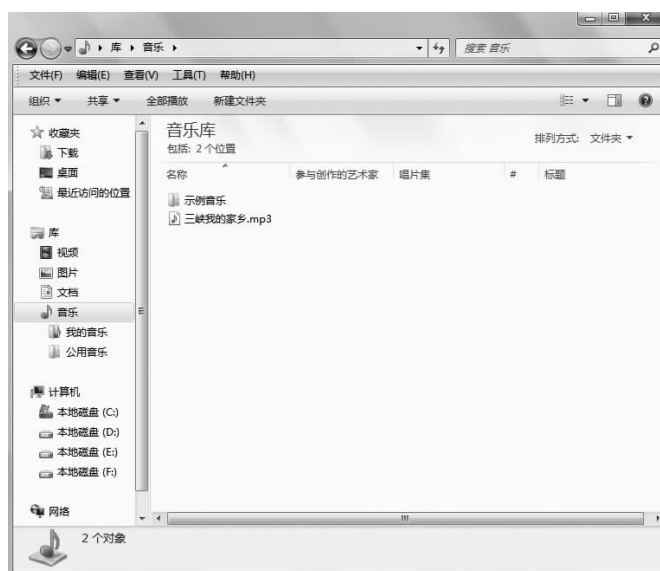 库 音乐 搜索 音乐
文件(F) 编辑(E) 查看(V) 工具(T) 帮助(H)
组织 共享 全部播放 新建文件夹
收藏夹
下载
桌面
最近访问的位置
库
视频
图片
文档
音乐
我的音乐
公用音乐
计算机
本地磁盘 (C:)
本地磁盘 (D:)
本地磁盘 (E:)
本地磁盘 (F:)
网络
音乐库
包括: 2 个位置
排列方式: 文件夹
名称 参与创作的艺术家 唱片集 # 标题
示例音乐
三峡我的家乡.mp3
2 个对象